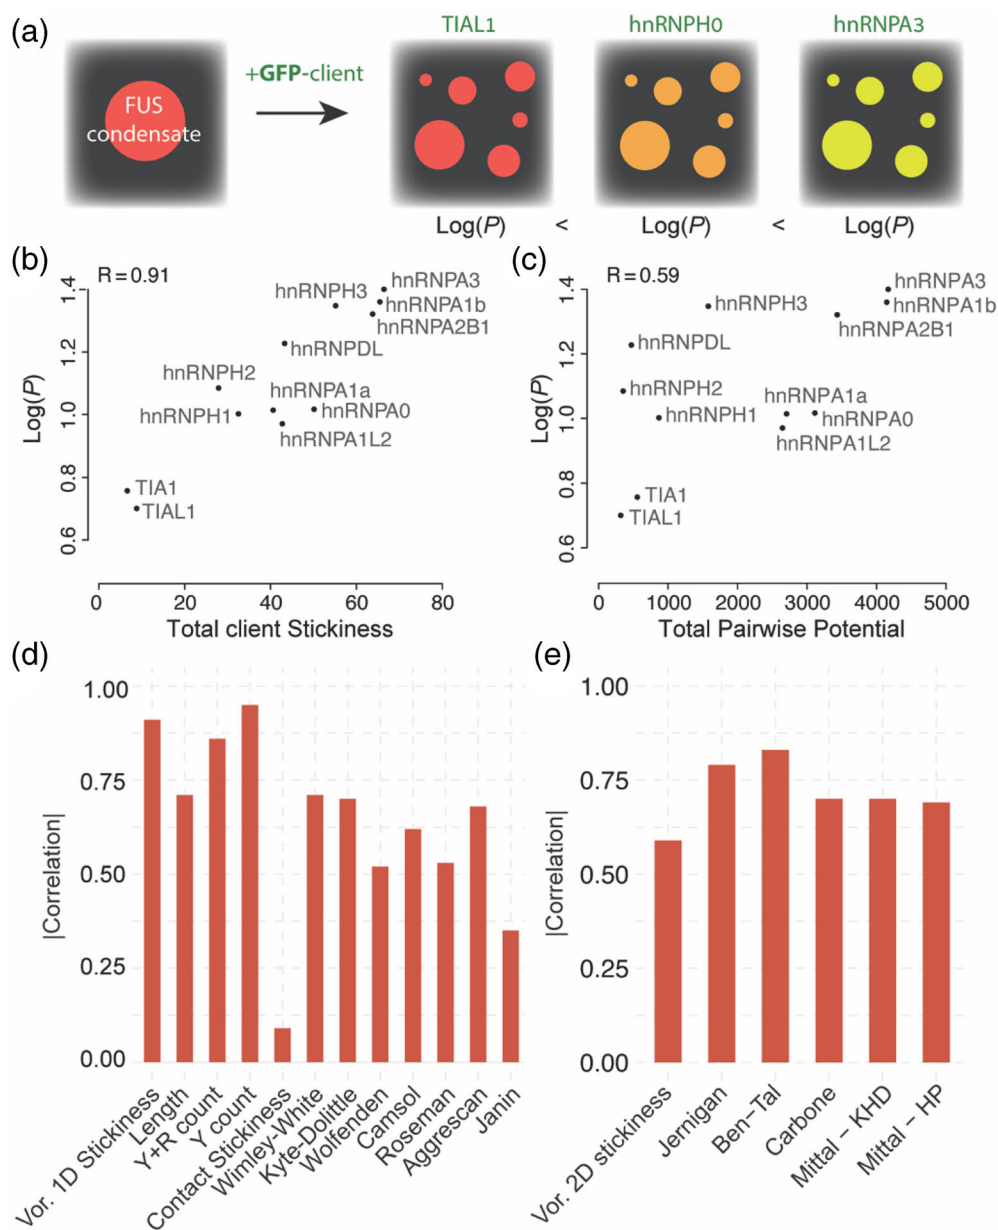 (a)
TIAL1
hnRNPH0
hnRNPA3
+GFP-client
FUS
condensate
Log(P) < Log(P) < Log(P)
(b)
R = 0.91
Log(P)
1.4
1.2
1.0
0.8
0.6
hnRNPA3
hnRNPH3
hnRNPA1b
hnRNPA2B1
hnRNPDL
hnRNPH2
hnRNPA1a
hnRNPH1
hnRNPA0
hnRNPA1L2
TIA1
TIAL1
0 20 40 60 80
Total client Stickiness
(c)
R = 0.59
Log(P)
1.4
1.2
1.0
0.8
0.6
hnRNPA3
hnRNPH3
hnRNPA1b
hnRNPA2B1
hnRNPDL
hnRNPH2
hnRNPA1a
hnRNPH1
hnRNPA0
hnRNPA1L2
TIA1
TIAL1
0 1000 2000 3000 4000 5000
Total Pairwise Potential
(d)
|Correlation|
1.00
0.75
0.50
0.25
0.00
Vor. 1D Stickiness
Length
Y+R count
Y count
Contact Stickiness
Wimley-White
Kyte-Dolittle
Wolfenden
Camsol
Roseman
Aggrescan
Janin
(e)
|Correlation|
1.00
0.75
0.50
0.25
0.00
Vor. 2D stickiness
Jernigan
Ben-Tal
Carbone
Mittal - KHD
Mittal - HP